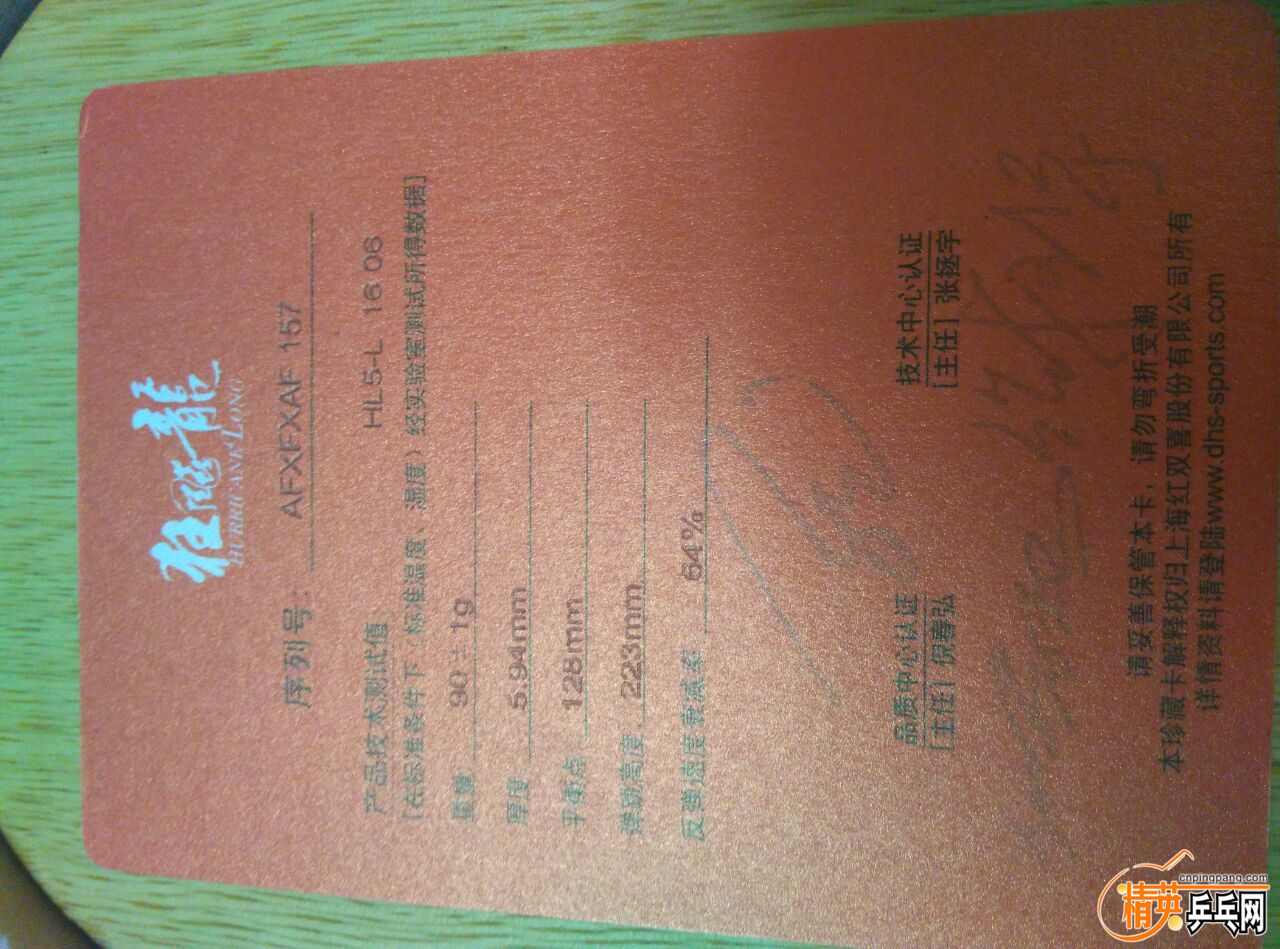 狂飚龍
HURRICANE LONG
序列号： AFXFXAF 157
产品技术测试值： HL5-L 16 06
[在标准条件下（标准温度、湿度）经实验室测试所得数据]
重量： 90±1g
厚度： 5.94mm
平衡点： 128mm
弹动高度： 223mm
反弹速度衰减率： 64%
品质中心认证 技术中心认证
[主任] 倪春弘 [主任] 张拯宇
请妥善保管本卡，请勿弯折受潮
本珍藏卡解释权归上海红双喜股份有限公司所有
详情资料请登陆www.dhs-sports.com
cnpingpang.com
精英乒乓网